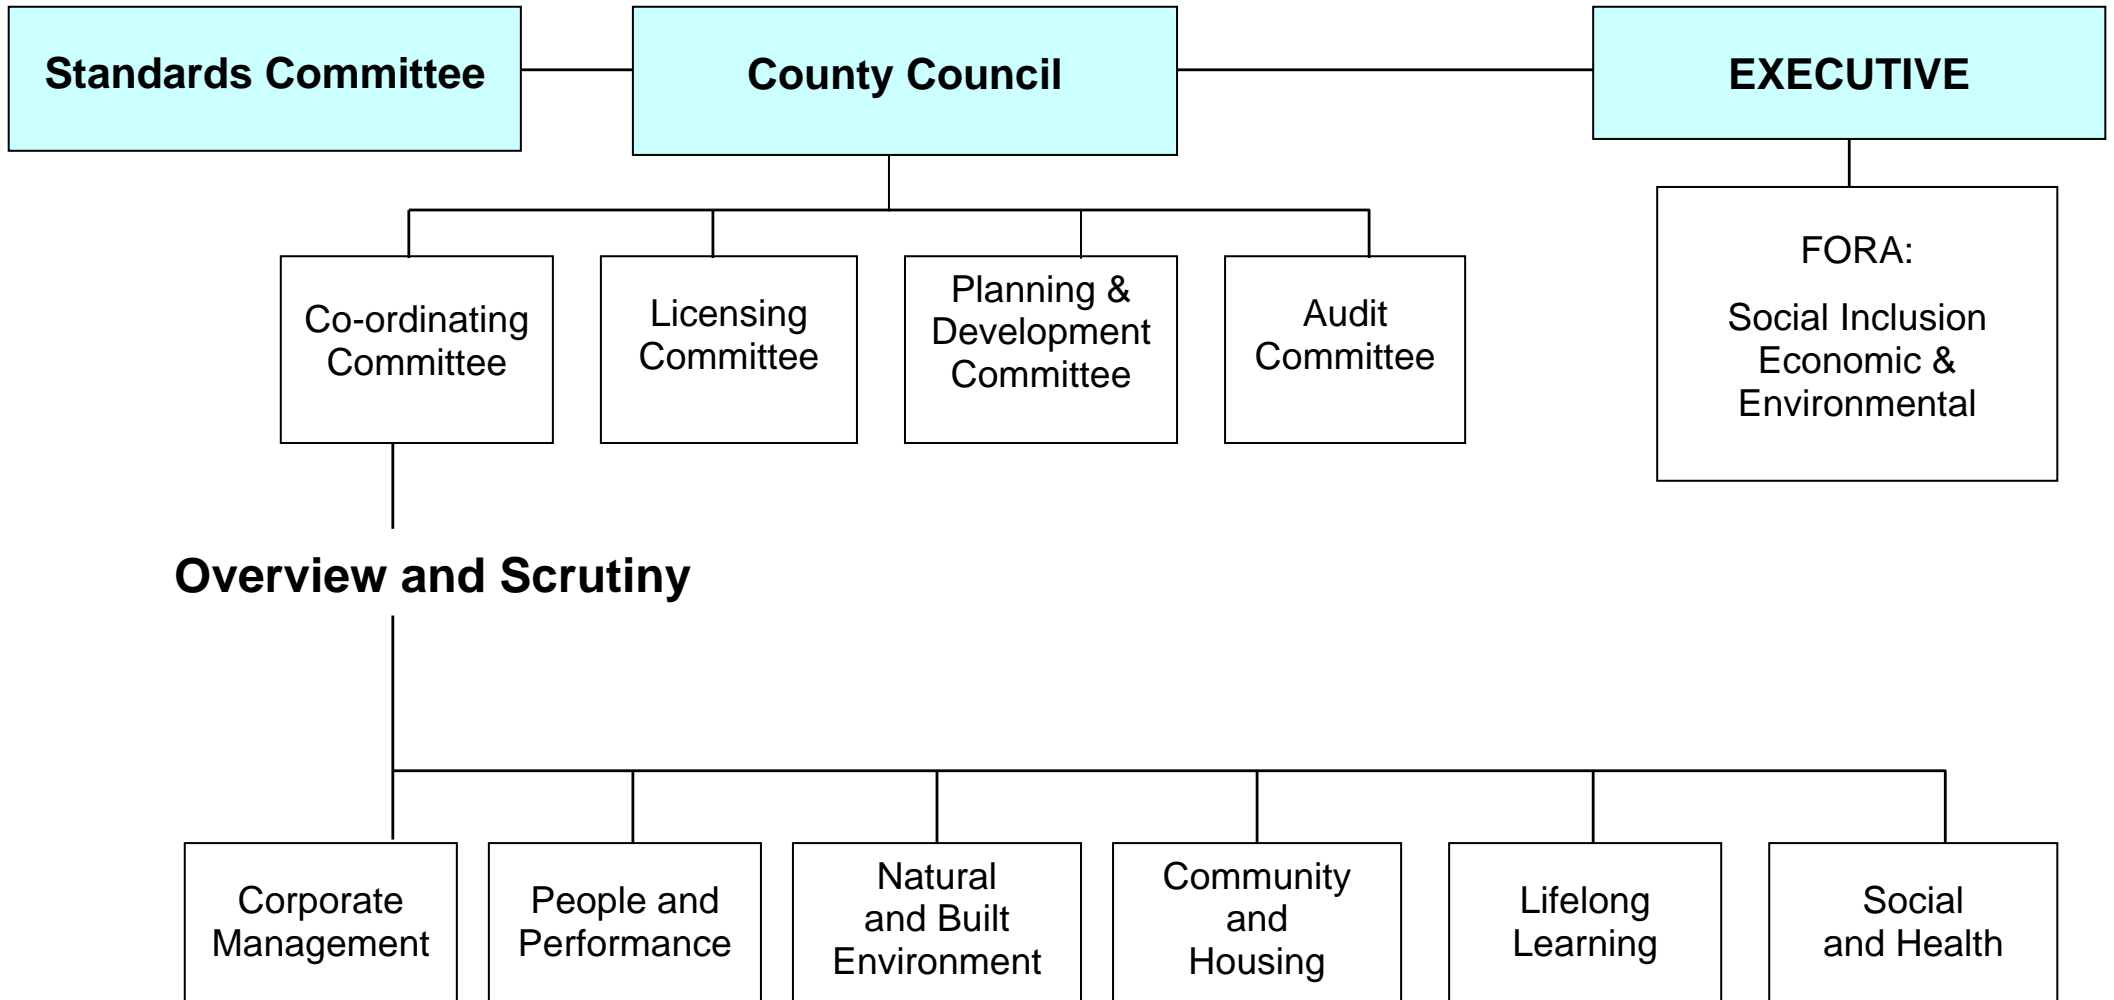 Standards Committee
County Council
EXECUTIVE
Co-ordinating
Committee
Licensing
Committee
Planning &
Development
Committee
Audit
Committee
FORA:
Social Inclusion
Economic &
Environmental
Overview and Scrutiny
Corporate
Management
People and
Performance
Natural
and Built
Environment
Community
and
Housing
Lifelong
Learning
Social
and Health